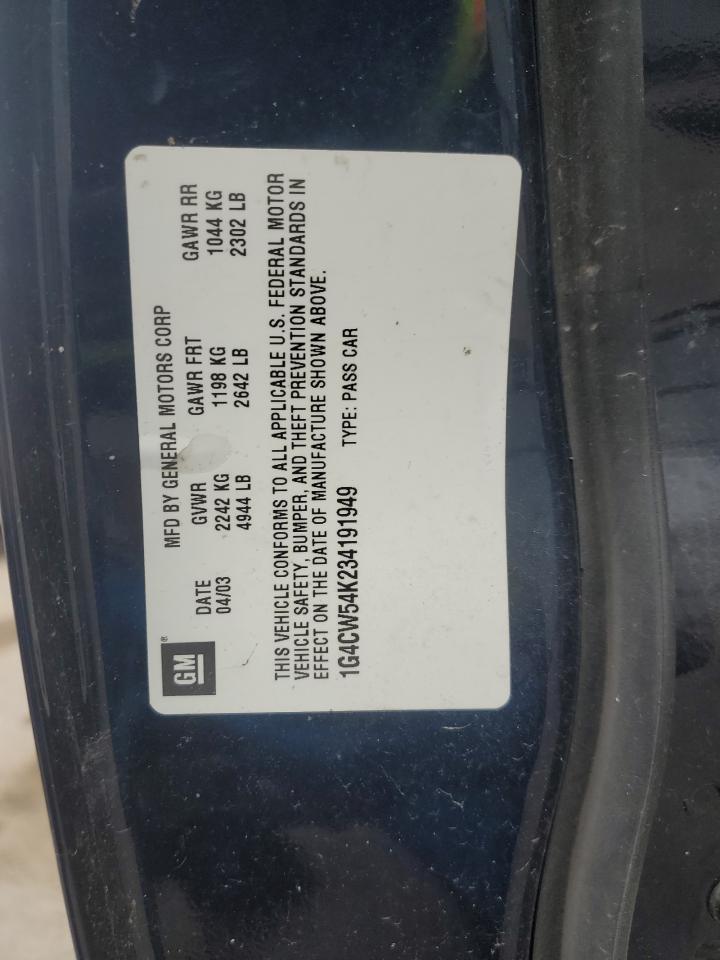 GM®
MFD BY GENERAL MOTORS CORP
DATE GVWR GAWR FRT GAWR RR
04/03 2242 KG 1198 KG 1044 KG
4944 LB 2642 LB 2302 LB
THIS VEHICLE CONFORMS TO ALL APPLICABLE U.S. FEDERAL MOTOR
VEHICLE SAFETY, BUMPER, AND THEFT PREVENTION STANDARDS IN
EFFECT ON THE DATE OF MANUFACTURE SHOWN ABOVE.
1G4CW54K234191949 TYPE: PASS CAR